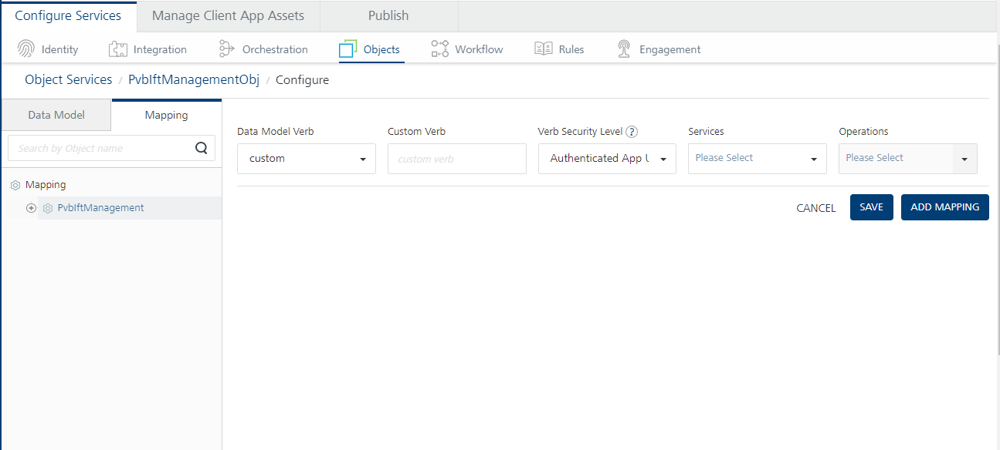 Configure Services Manage Client App Assets Publish
Identity Integration Orchestration Objects Workflow Rules Engagement
Object Services / PvbIftManagementObj / Configure
Data Model Mapping
Search by Object name
Mapping
PvbIftManagement
Data Model Verb Custom Verb Verb Security Level ? Services Operations
custom custom verb Authenticated App U Please Select Please Select
CANCEL SAVE ADD MAPPING